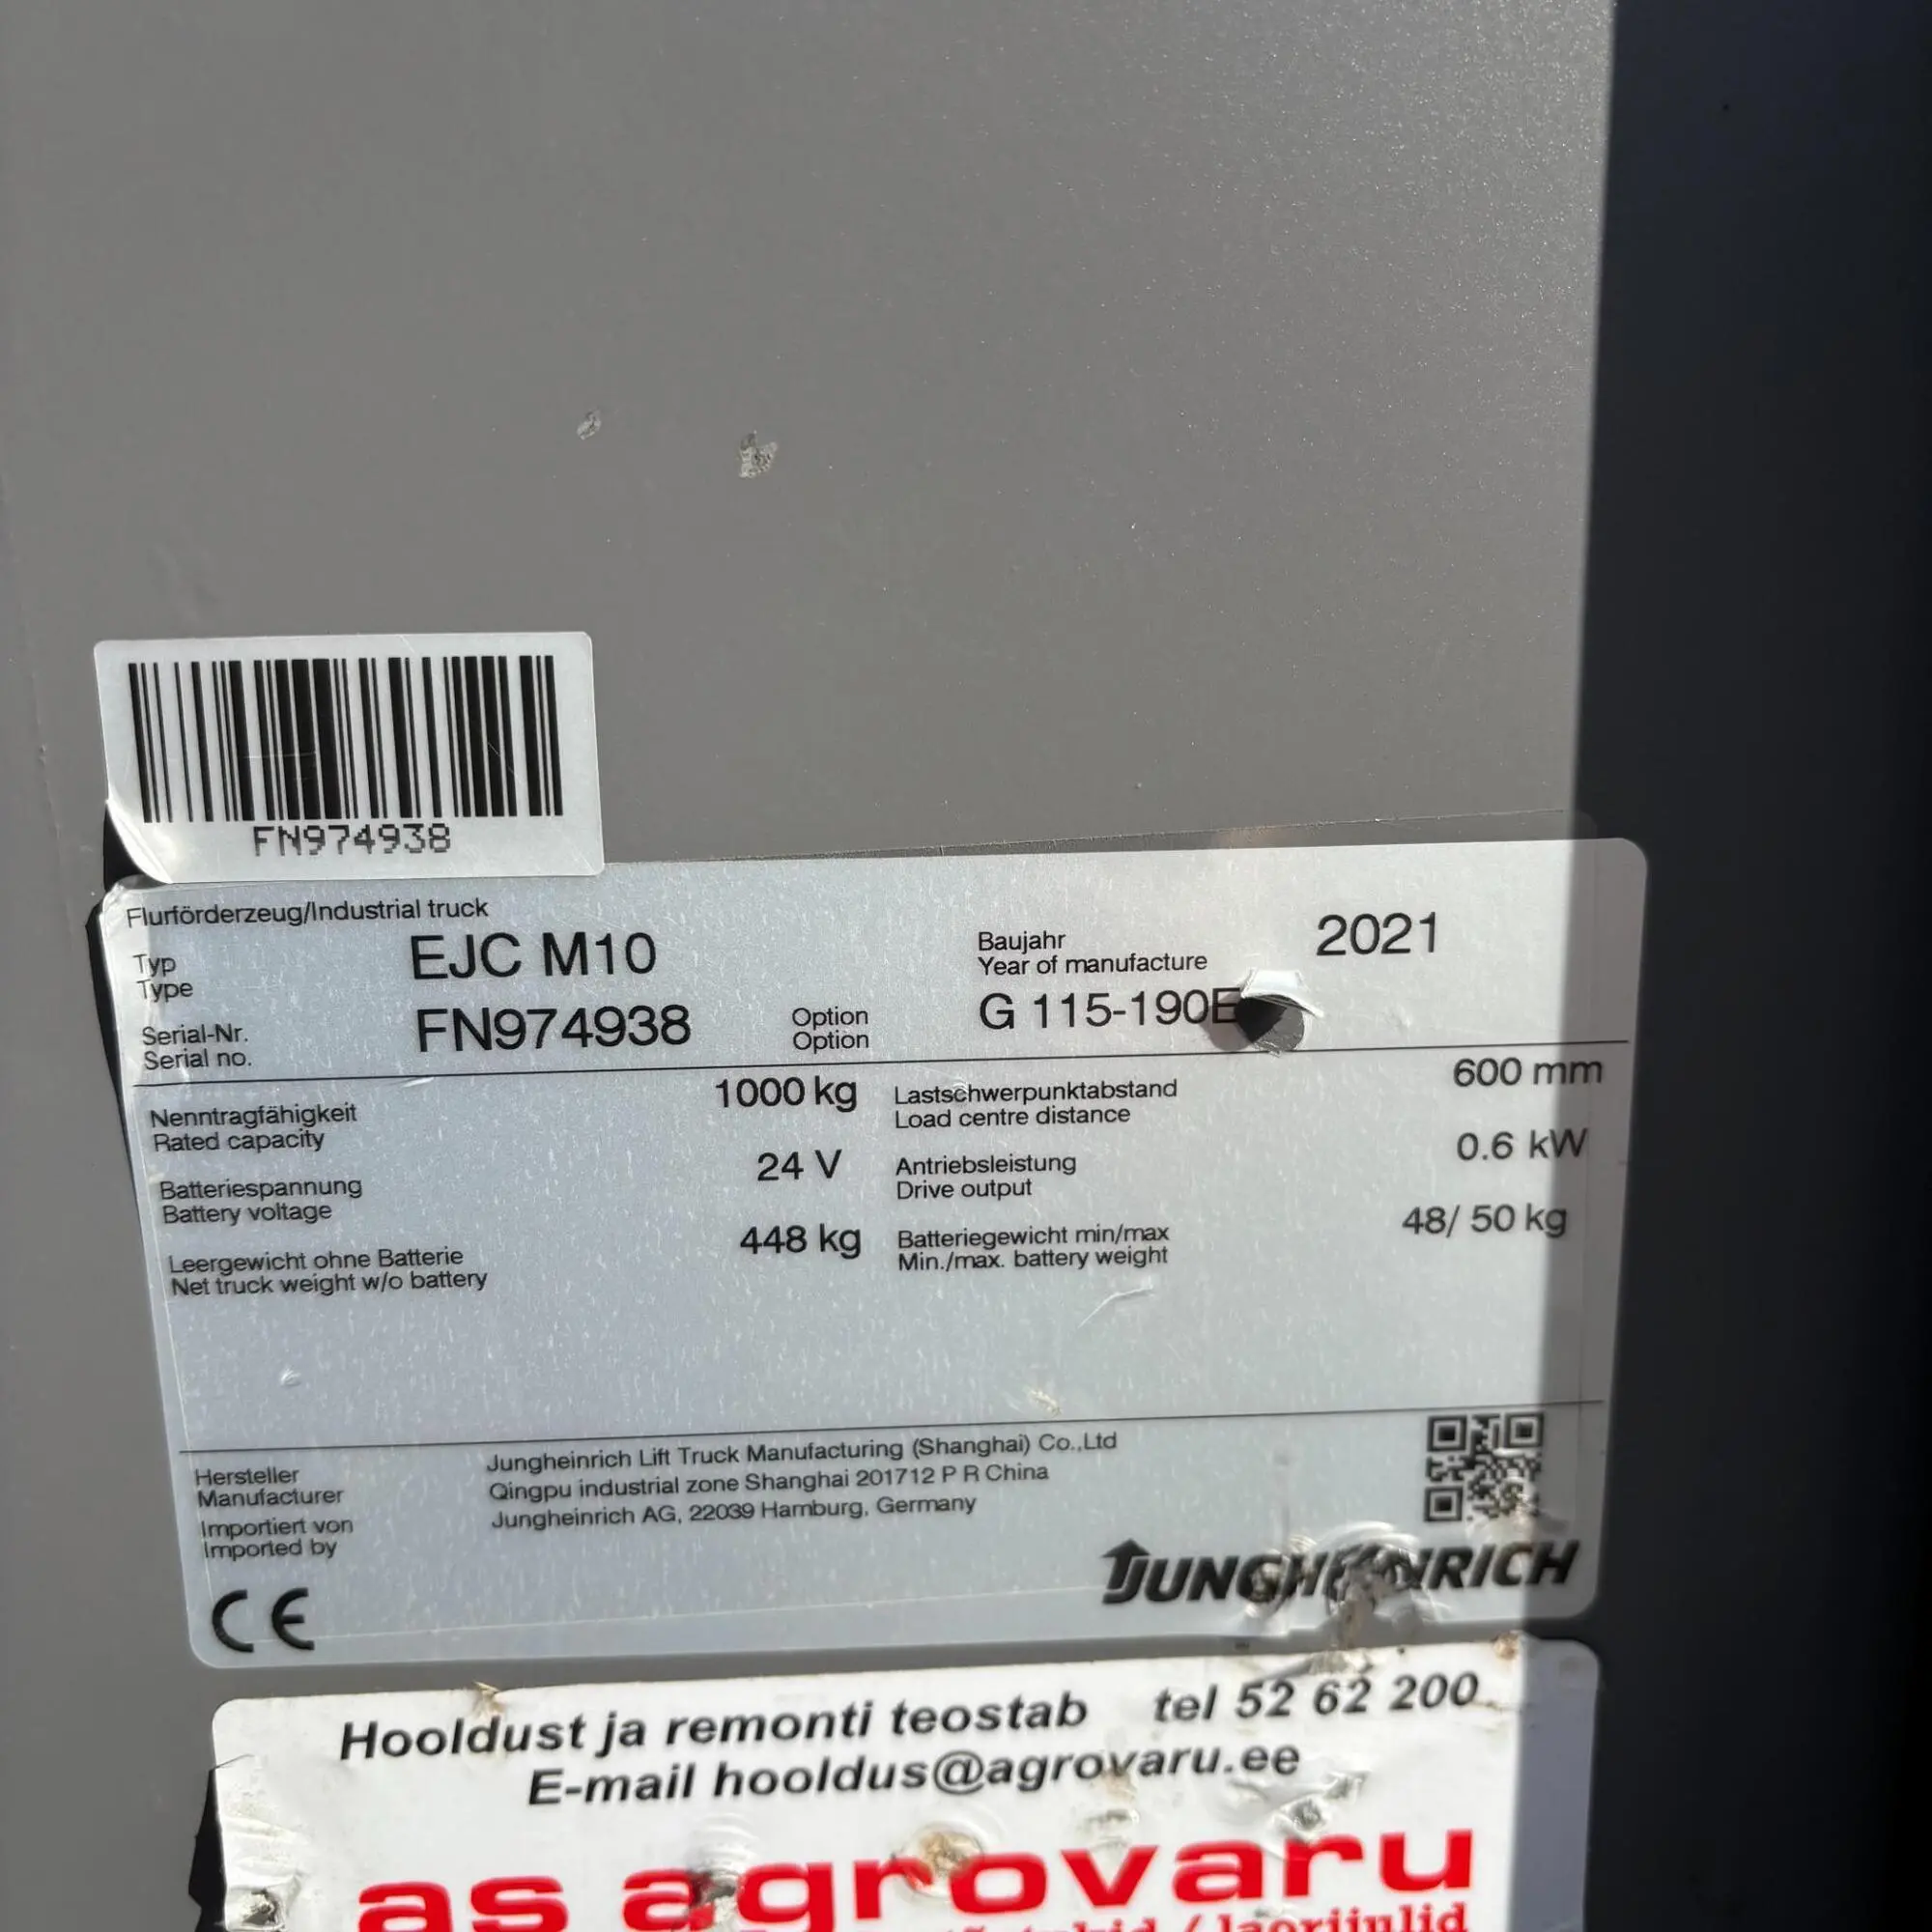 FN974938
Flurförderzeug/Industrial truck
Typ
Type
EJC M10
Baujahr
Year of manufacture
2021
Serial-Nr.
Serial no.
FN974938
Option
Option
G 115-190E
Nenntragfähigkeit
Rated capacity
1000 kg
Lastschwerpunktabstand
Load centre distance
600 mm
Batteriespannung
Battery voltage
24 V
Antriebsleistung
Drive output
0.6 kW
Leergewicht ohne Batterie
Net truck weight w/o battery
448 kg
Batteriegewicht min/max
Min./max. battery weight
48/ 50 kg
Hersteller
Manufacturer
Jungheinrich Lift Truck Manufacturing (Shanghai) Co.,Ltd
Qingpu industrial zone Shanghai 201712 P R China
Importiert von
Imported by
Jungheinrich AG, 22039 Hamburg, Germany
CE
JUNGHEINRICH
Hooldust ja remonti teostab tel 52 62 200
E-mail hooldus@agrovaru.ee
as agrovaru
/ laorijulid